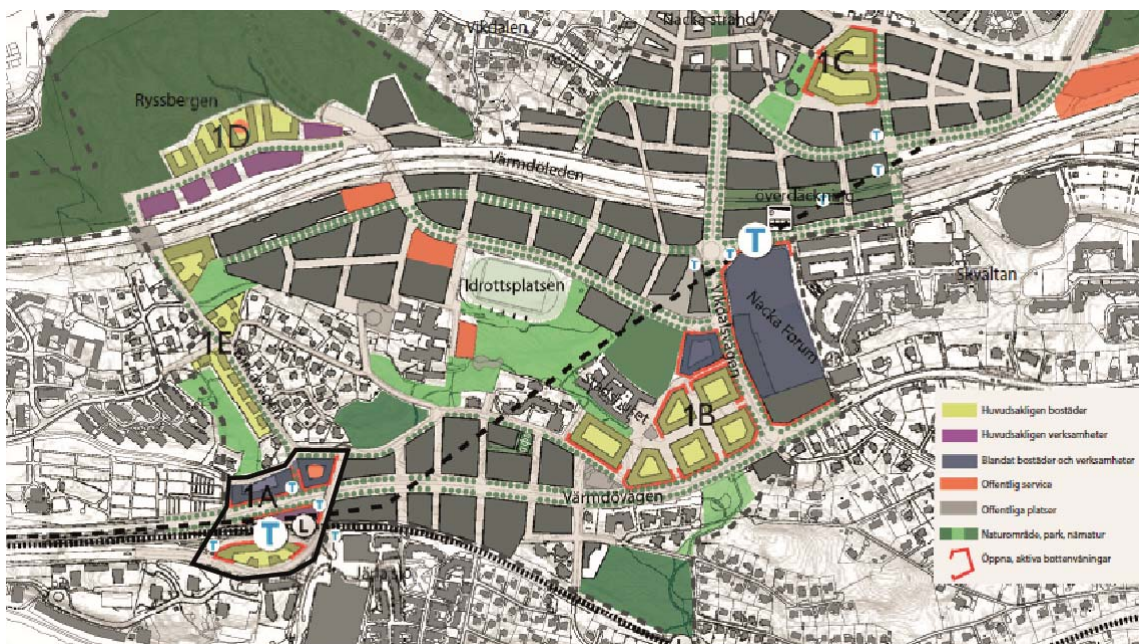 Nacka strand
Vikdalen
1C
Ryssbergen
1D
Värmdöleden
överdäckning
T
T
T
T
T
Idrottsplatsen
Skvaltan
Vikdalsvägen
Nacka Forum
1E
1B
1A
Värmdövägen
T
T
T
T
T
L
Huvudsakligen bostäder
Huvudsakligen verksamheter
Blandat bostäder och verksamheter
Offentlig service
Offentliga platser
Naturområde, park, närnatur
Öppna, aktiva bottenvåningar